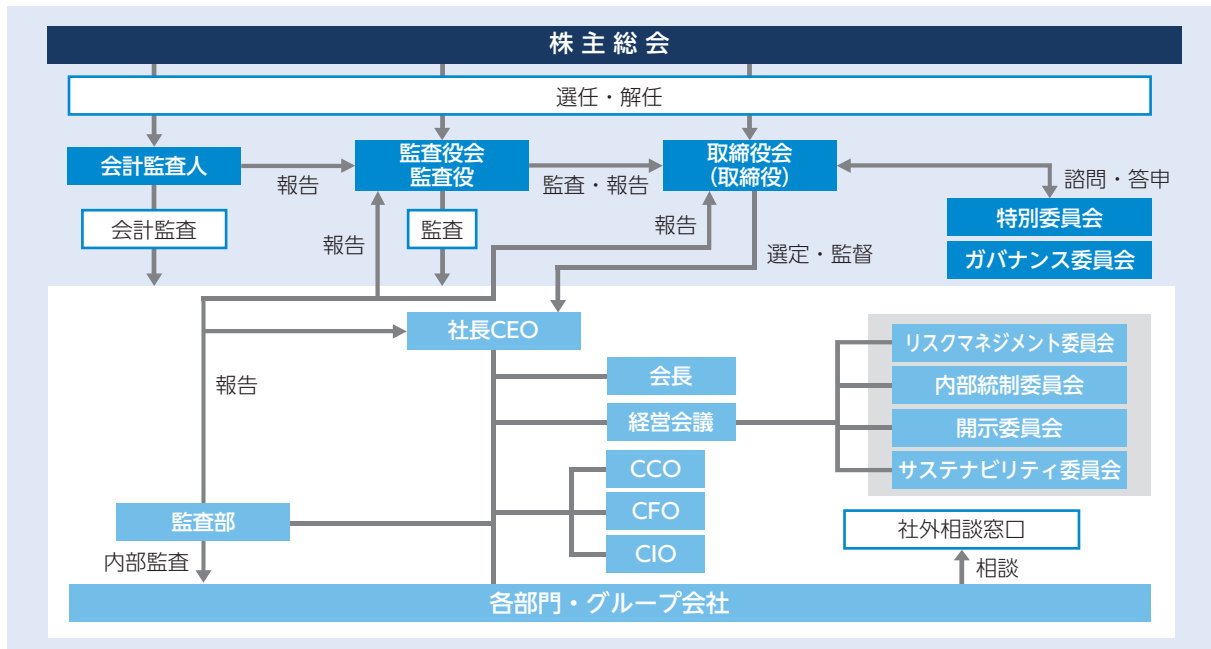 株主総会
選任・解任
会計監査人
報告
監査役会
監査役
監査・報告
取締役会
(取締役)
諮問・答申
特別委員会
ガバナンス委員会
会計監査
報告
監査
報告
選定・監督
社長CEO
報告
会長
経営会議
CCO
CFO
CIO
リスクマネジメント委員会
内部統制委員会
開示委員会
サステナビリティ委員会
監査部
内部監査
社外相談窓口
相談
各部門・グループ会社